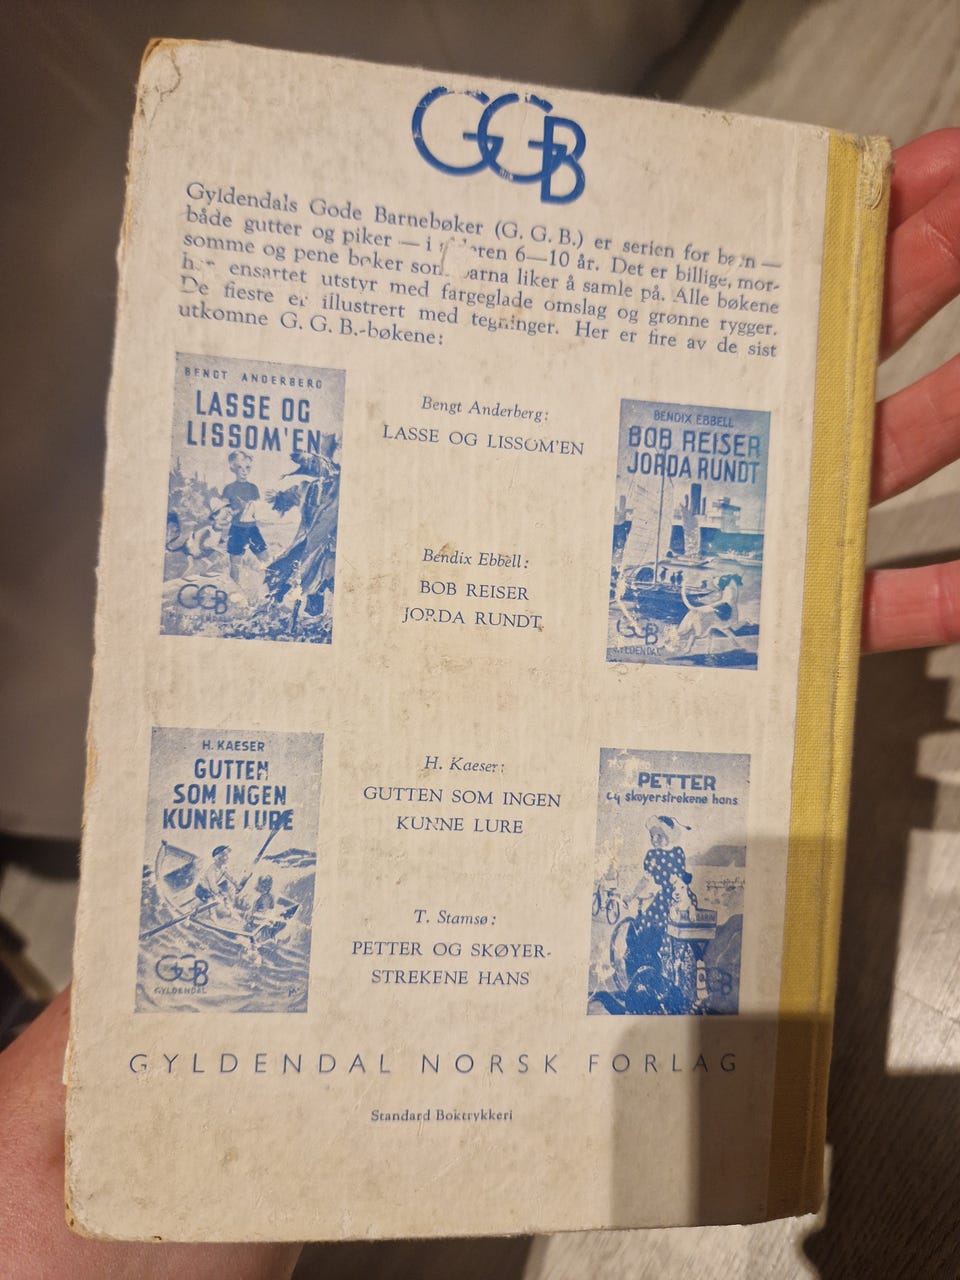 GGB
Gyldendals Gode Barnebøker (G. G. B.) er serien for barn —
både gutter og piker — i alderen 6—10 år. Det er billige, mor-
somme og pene bøker som barna liker å samle på. Alle bøkene
har ensartet utstyr med fargeglade omslag og grønne rygger.
De fleste er illustrert med tegninger. Her er fire av de sist
utkomne G. G. B.-bøkene:
BENGT ANDERBERG
LASSE OG
LISSOM'EN
GGB
GYLDENDAL
Bengt Anderberg:
LASSE OG LISSOM'EN
BENDIX EBBELL
BOB REISER
JORDA RUNDT
GGB
GYLDENDAL
Bendix Ebbell:
BOB REISER
JORDA RUNDT
H. KAESER
GUTTEN
SOM INGEN
KUNNE LURE
GGB
GYLDENDAL
H. Kaeser:
GUTTEN SOM INGEN
KUNNE LURE
PETTER
og skøyerstrekene hans
GGB
T. Stamsø:
PETTER OG SKØYER-
STREKENE HANS
GYLDENDAL NORSK FORLAG
Standard Boktrykkeri